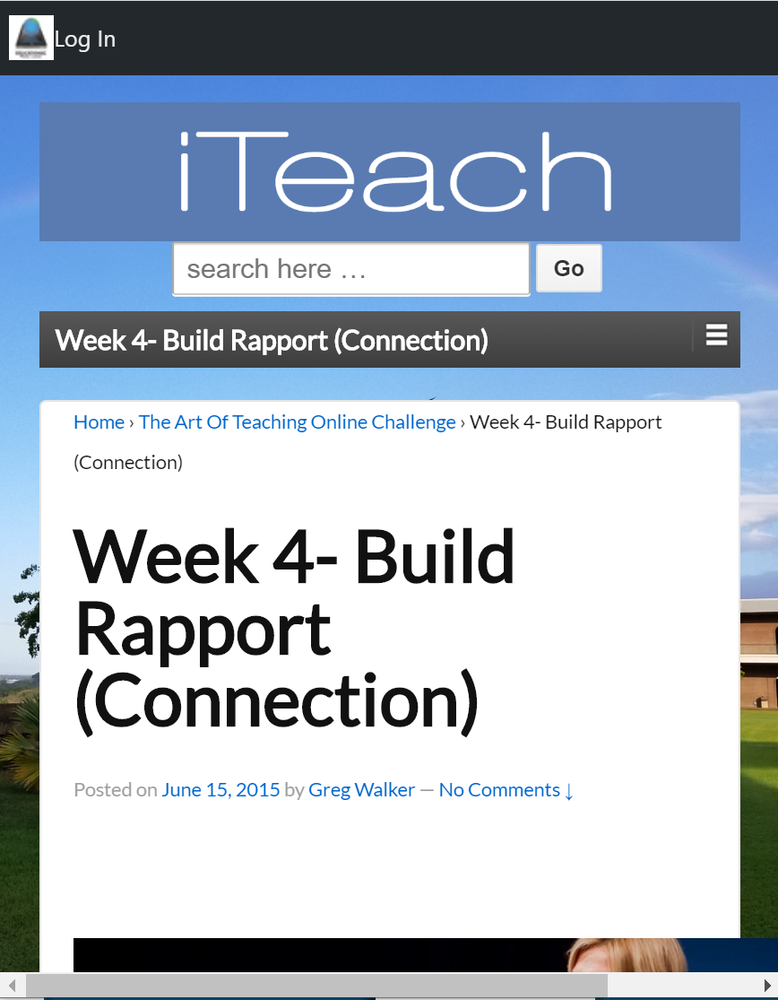 Log In
iTeach
search here …
Go
Week 4- Build Rapport (Connection)
Home › The Art Of Teaching Online Challenge › Week 4- Build Rapport
(Connection)
Week 4- Build
Rapport
(Connection)
Posted on June 15, 2015 by Greg Walker — No Comments ↓